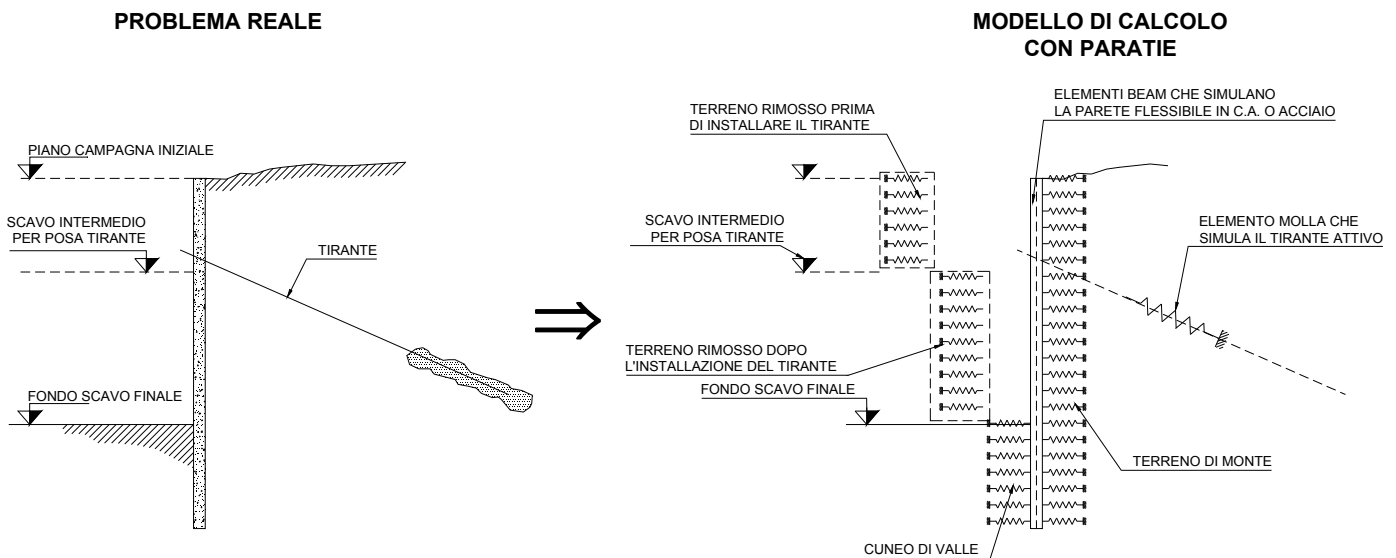 PROBLEMA REALE
PIANO CAMPAGNA INIZIALE
SCAVO INTERMEDIO
PER POSA TIRANTE
TIRANTE
FONDO SCAVO FINALE
MODELLO DI CALCOLO
CON PARATIE
TERRENO RIMOSSO PRIMA
DI INSTALLARE IL TIRANTE
ELEMENTI BEAM CHE SIMULANO
LA PARETE FLESSIBILE IN C.A. O ACCIAIO
SCAVO INTERMEDIO
PER POSA TIRANTE
ELEMENTO MOLLA CHE
SIMULA IL TIRANTE ATTIVO
TERRENO RIMOSSO DOPO
L'INSTALLAZIONE DEL TIRANTE
FONDO SCAVO FINALE
TERRENO DI MONTE
CUNEO DI VALLE